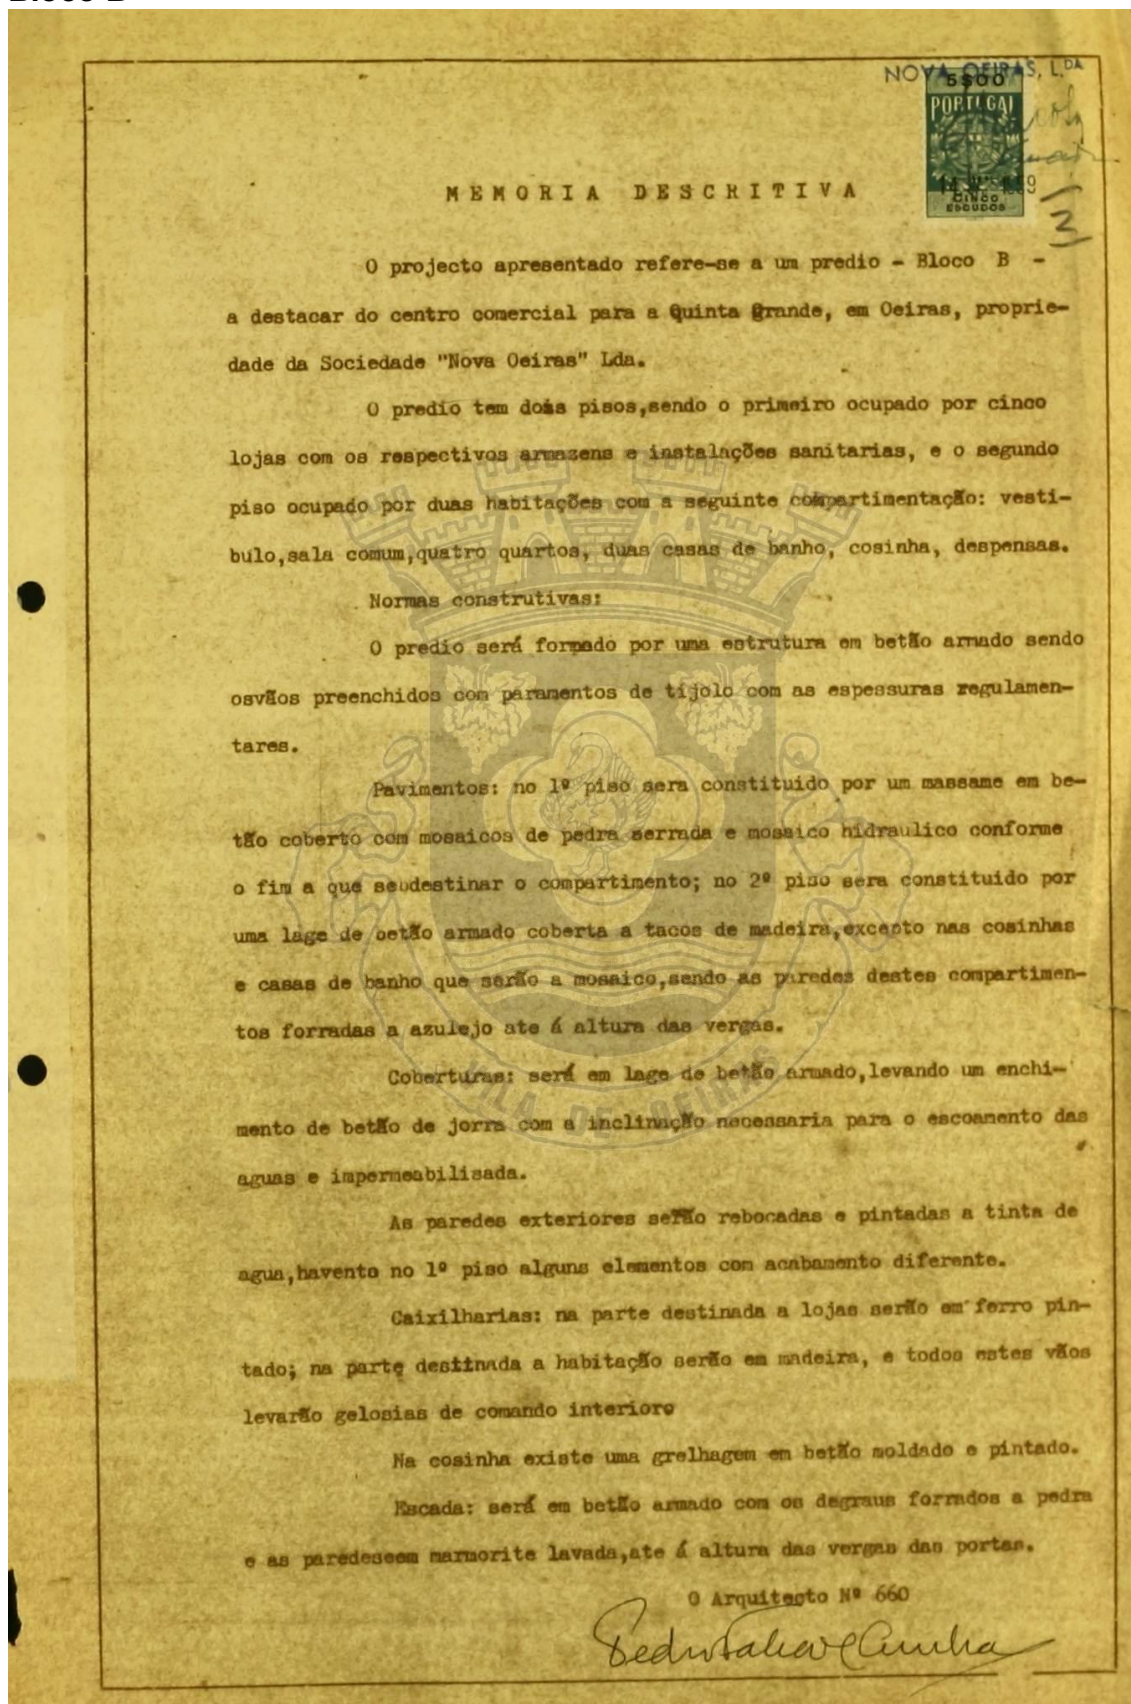 Bloco B
NOVA OEIRAS, L.DA
5$00
PORTUGAL
CINCO
ESCUDOS
3
MEMORIA DESCRITIVA
O projecto apresentado refere-se a um predio - Bloco B -
a destacar do centro comercial para a Quinta Grande, em Oeiras, proprie-
dade da Sociedade "Nova Oeiras" Lda.
O predio tem dois pisos,sendo o primeiro ocupado por cinco
lojas com os respectivos armazens e instalações sanitarias, e o segundo
piso ocupado por duas habitações com a seguinte compartimentação: vesti-
bulo,sala comum,quatro quartos, duas casas de banho, cosinha, despensas.
Normas construtivas:
O predio será formado por uma estrutura em betão armado sendo
osvãos preenchidos com paramentos de tijolo com as espessuras regulamen-
tares.
Pavimentos: no 1º piso sera constituido por um massame em be-
tão coberto com mosaicos de pedra serrada e mosaico hidraulico conforme
o fim a que seudestinar o compartimento; no 2º piso sera constituido por
uma lage de betão armado coberta a tacos de madeira,excepto nas cosinhas
e casas de banho que serão a mosaico,sendo as paredes destes compartimen-
tos forradas a azulejo ate á altura das vergas.
Coberturas: será em lage de betão armado,levando um enchi-
mento de betão de jorra com a inclinação necessaria para o escoamento das
aguas e impermeabilisada.
As paredes exteriores serão rebocadas e pintadas a tinta de
agua,havento no 1º piso alguns elementos com acabamento diferente.
Caixilharias: na parte destinada a lojas serão em ferro pin-
tado; na parte destinada a habitação serão em madeira, e todos estes vãos
levarão gelosias de comando interioro
Na cosinha existe uma grelhagem em betão moldado e pintado.
Escada: será em betão armado com os degraus forrados a pedra
e as paredeseem marmorite lavada,ate á altura das vergas das portas.
O Arquitecto Nº 660
VILA DE OEIRAS